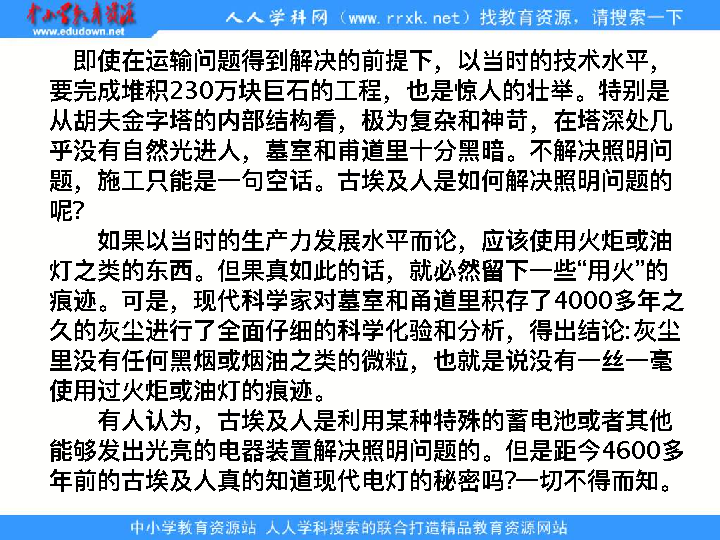 中小学教育资源
www.edudown.net
人人学科网（www.rrxk.net）找教育资源，请搜索一下
即使在运输问题得到解决的前提下，以当时的技术水平，
要完成堆积230万块巨石的工程，也是惊人的壮举。特别是
从胡夫金字塔的内部结构看，极为复杂和神苛，在塔深处几
乎没有自然光进人，墓室和甬道里十分黑暗。不解决照明问
题，施工只能是一句空话。古埃及人是如何解决照明问题的
呢?
如果以当时的生产力发展水平而论，应该使用火炬或油
灯之类的东西。但果真如此的话，就必然留下一些“用火”的
痕迹。可是，现代科学家对墓室和甬道里积存了4000多年之
久的灰尘进行了全面仔细的科学化验和分析，得出结论:灰尘
里没有任何黑烟或烟油之类的微粒，也就是说没有一丝一毫
使用过火炬或油灯的痕迹。
有人认为，古埃及人是利用某种特殊的蓄电池或者其他
能够发出光亮的电器装置解决照明问题的。但是距今4600多
年前的古埃及人真的知道现代电灯的秘密吗?一切不得而知。
中小学教育资源站 人人学科搜索的联合打造精品教育资源网站